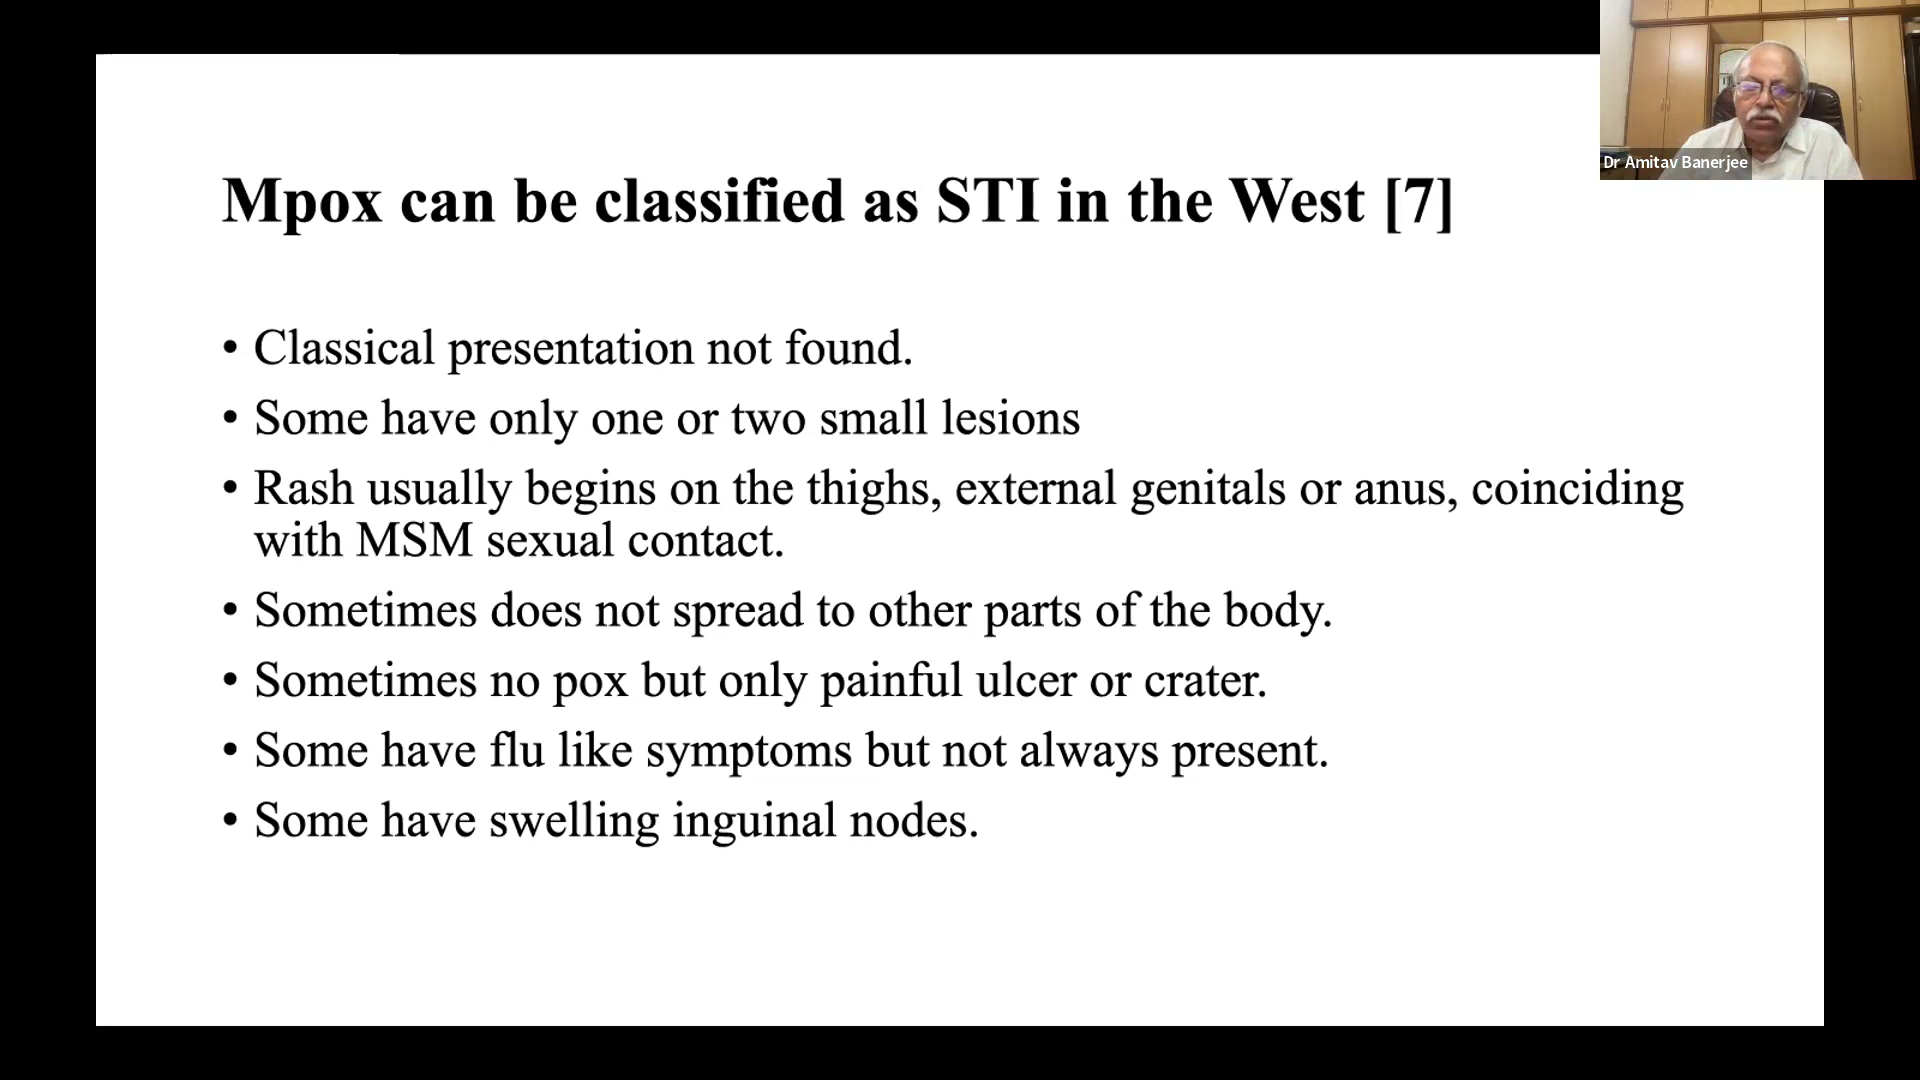 Dr Amitav Banerjee
Mpox can be classified as STI in the West [7]
• Classical presentation not found.
• Some have only one or two small lesions
• Rash usually begins on the thighs, external genitals or anus, coinciding
with MSM sexual contact.
• Sometimes does not spread to other parts of the body.
• Sometimes no pox but only painful ulcer or crater.
• Some have flu like symptoms but not always present.
• Some have swelling inguinal nodes.